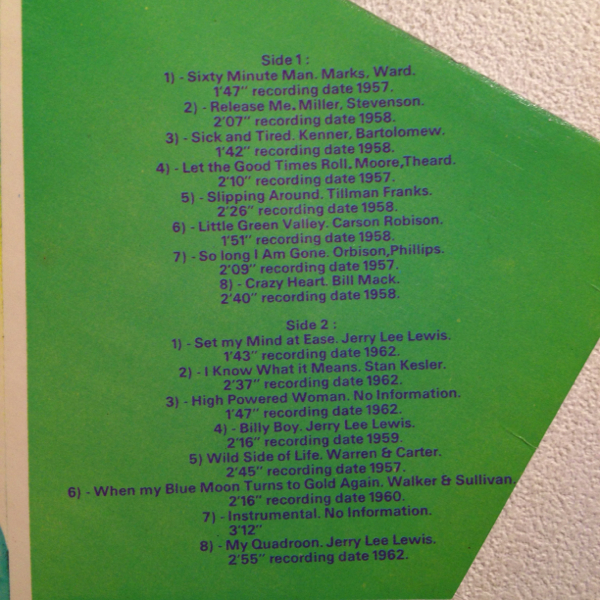 Side 1 :
1) - Sixty Minute Man. Marks, Ward.
1'47" recording date 1957.
2) - Release Me. Miller, Stevenson.
2'07" recording date 1958.
3) - Sick and Tired. Kenner, Bartolomew.
1'42" recording date 1958.
4) - Let the Good Times Roll. Moore,Theard.
2'10" recording date 1957.
5) - Slipping Around. Tillman Franks.
2'26" recording date 1958.
6) - Little Green Valley. Carson Robison.
1'51" recording date 1958.
7) - So long I Am Gone. Orbison,Phillips.
2'09" recording date 1957.
8) - Crazy Heart. Bill Mack.
2'40" recording date 1958.
Side 2 :
1) - Set my Mind at Ease. Jerry Lee Lewis.
1'43" recording date 1962.
2) - I Know What it Means. Stan Kesler.
2'37" recording date 1962.
3) - High Powered Woman. No Information.
1'47" recording date 1962.
4) - Billy Boy. Jerry Lee Lewis.
2'16" recording date 1959.
5) Wild Side of Life. Warren & Carter.
2'45" recording date 1957.
6) - When my Blue Moon Turns to Gold Again. Walker & Sullivan.
2'16" recording date 1960.
7) - Instrumental. No Information.
3'12"
8) - My Quadroon. Jerry Lee Lewis.
2'55" recording date 1962.